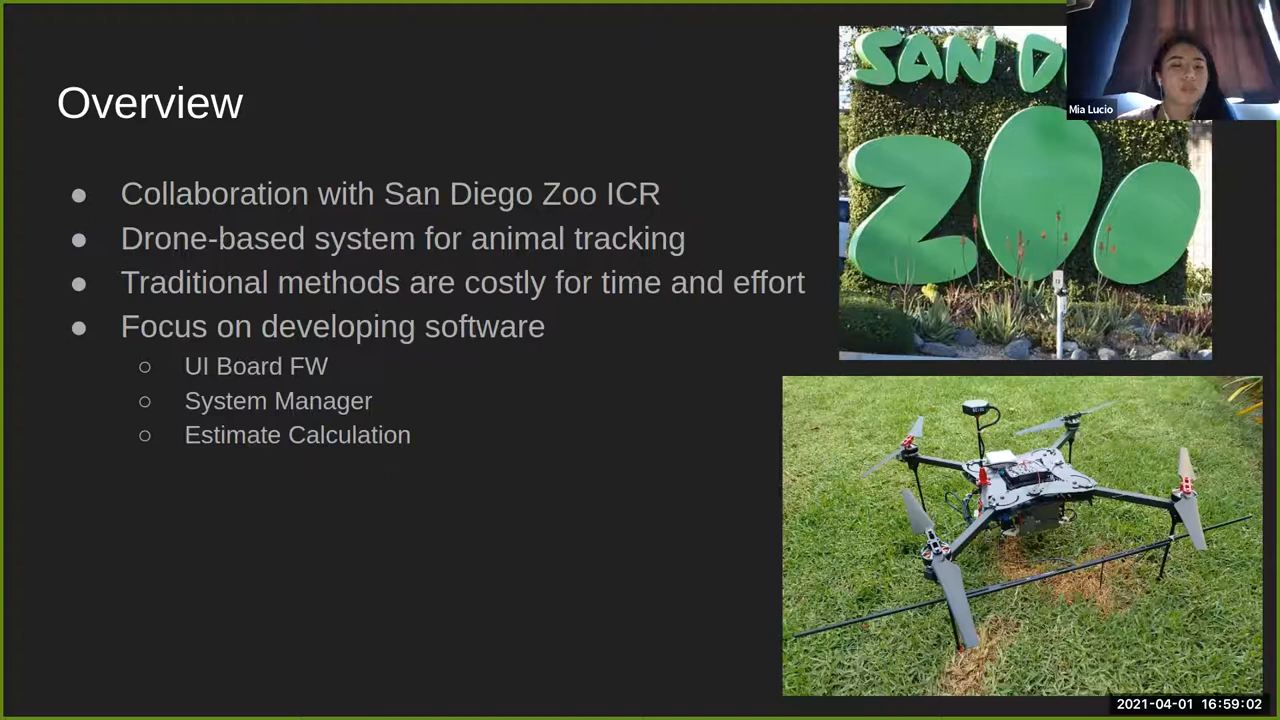 Overview
● Collaboration with San Diego Zoo ICR
● Drone-based system for animal tracking
● Traditional methods are costly for time and effort
● Focus on developing software
○ UI Board FW
○ System Manager
○ Estimate Calculation
SAN D
ZOO
Mia Lucio
2021-04-01 16:59:02